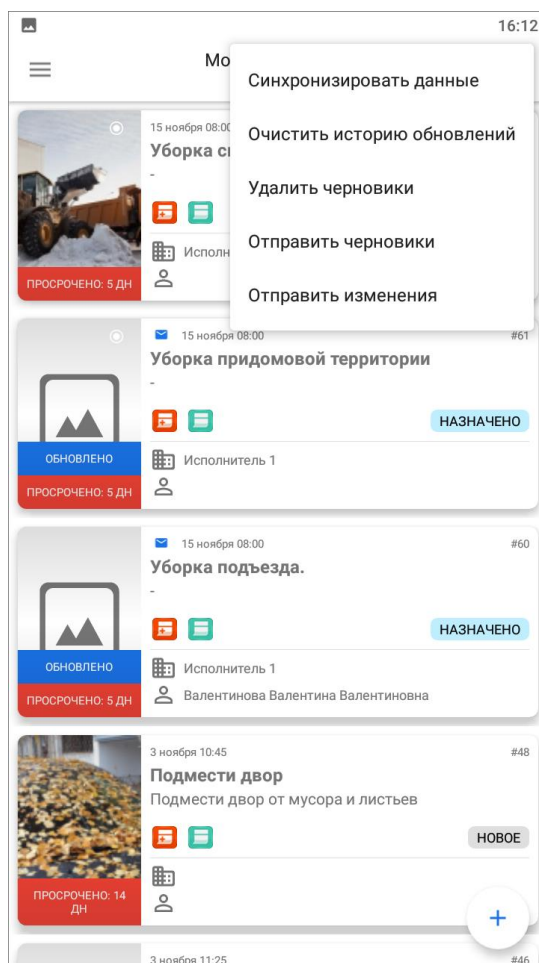 16:12
Мо
Синхронизировать данные
Очистить историю обновлений
Удалить черновики
Отправить черновики
Отправить изменения
15 ноября 08:00
Уборка
-
Исполн
ПРОСРОЧЕНО: 5 ДН
15 ноября 08:00
#61
Уборка придомовой территории
-
НАЗНАЧЕНО
ОБНОВЛЕНО
Исполнитель 1
ПРОСРОЧЕНО: 5 ДН
15 ноября 08:00
#60
Уборка подъезда.
-
НАЗНАЧЕНО
ОБНОВЛЕНО
Исполнитель 1
ПРОСРОЧЕНО: 5 ДН
Валентинова Валентина Валентиновна
3 ноября 10:45
#48
Подмести двор
Подмести двор от мусора и листьев
НОВОЕ
ПРОСРОЧЕНО: 14
ДН
+
3 ноября 11:25
#46